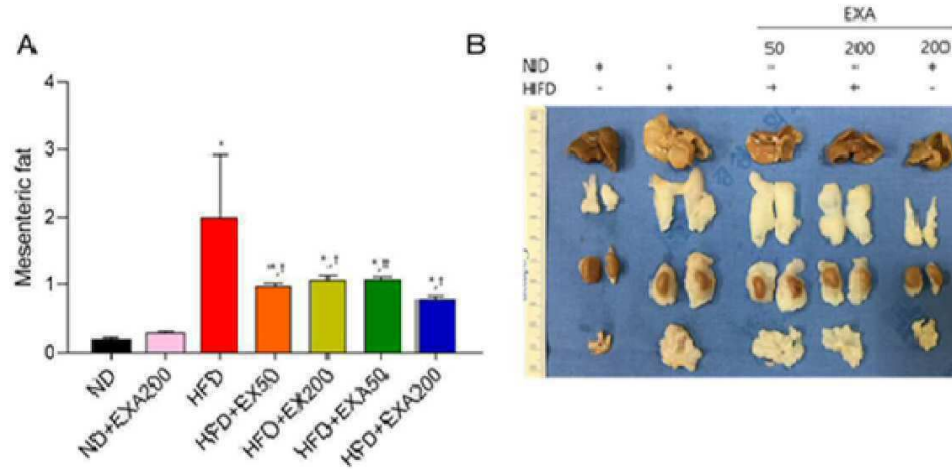 A
Mesenteric fat
4
3
2
1
0
*
*,†
*,†
*,†
ND
ND+EXA200
HFD
HFD+EX50
HFD+EX200
HFD+EXA50
HFD+EXA200
B
EXA
50 200 200
ND + - - - +
HFD - + + + -